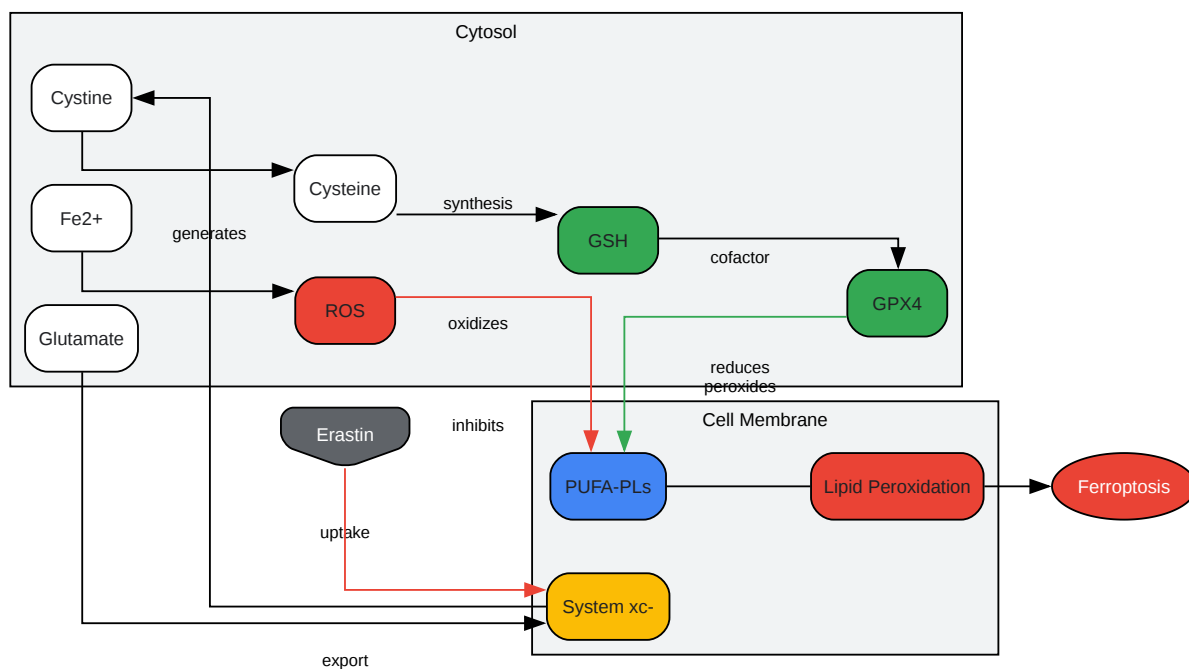 Cytosol
Cystine
Cysteine
synthesis
Fe2+
generates
GSH
cofactor
ROS
oxidizes
GPX4
Glutamate
reduces
peroxides
Erastin
inhibits
Cell Membrane
PUFA-PLs
Lipid Peroxidation
Ferroptosis
uptake
System xc-
export